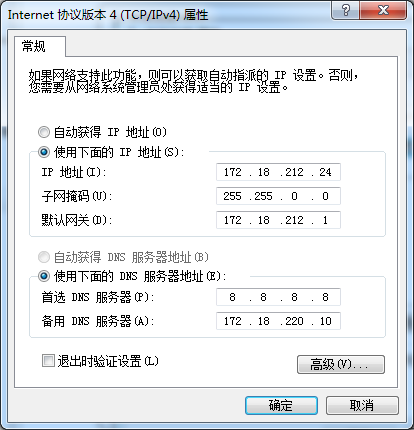 Internet 协议版本 4 (TCP/IPv4) 属性
常规
如果网络支持此功能，则可以获取自动指派的 IP 设置。否则，
您需要从网络系统管理员处获得适当的 IP 设置。
自动获得 IP 地址(O)
使用下面的 IP 地址(S):
IP 地址(I): 172 . 18 . 212 . 24
子网掩码(U): 255 . 255 . 0 . 0
默认网关(D): 172 . 18 . 212 . 1
自动获得 DNS 服务器地址(B)
使用下面的 DNS 服务器地址(E):
首选 DNS 服务器(P): 8 . 8 . 8 . 8
备用 DNS 服务器(A): 172 . 18 . 220 . 10
退出时验证设置(L)
高级(V)...
确定 取消